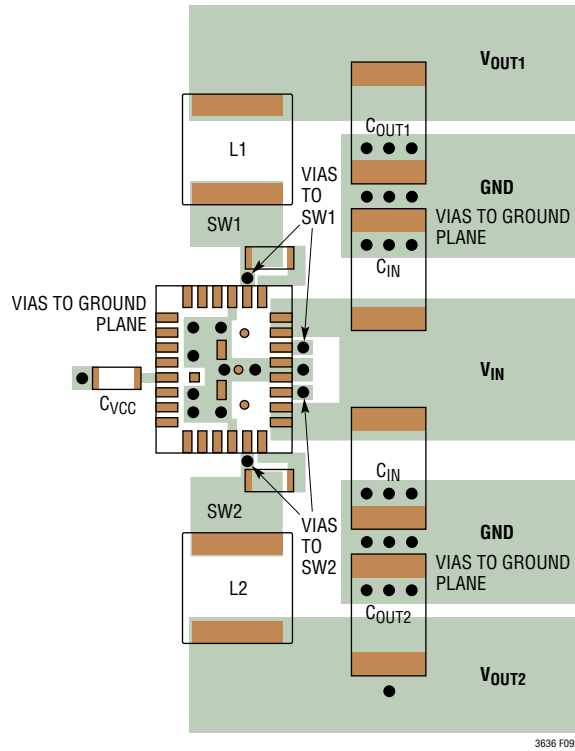 VOUT1
COUT1
L1
VIAS
TO
SW1
GND
VIAS TO GROUND
PLANE
SW1
CIN
VIAS TO GROUND
PLANE
VIN
CVCC
CIN
SW2
VIAS
TO
SW2
GND
VIAS TO GROUND
PLANE
L2
COUT2
VOUT2
3636 F09